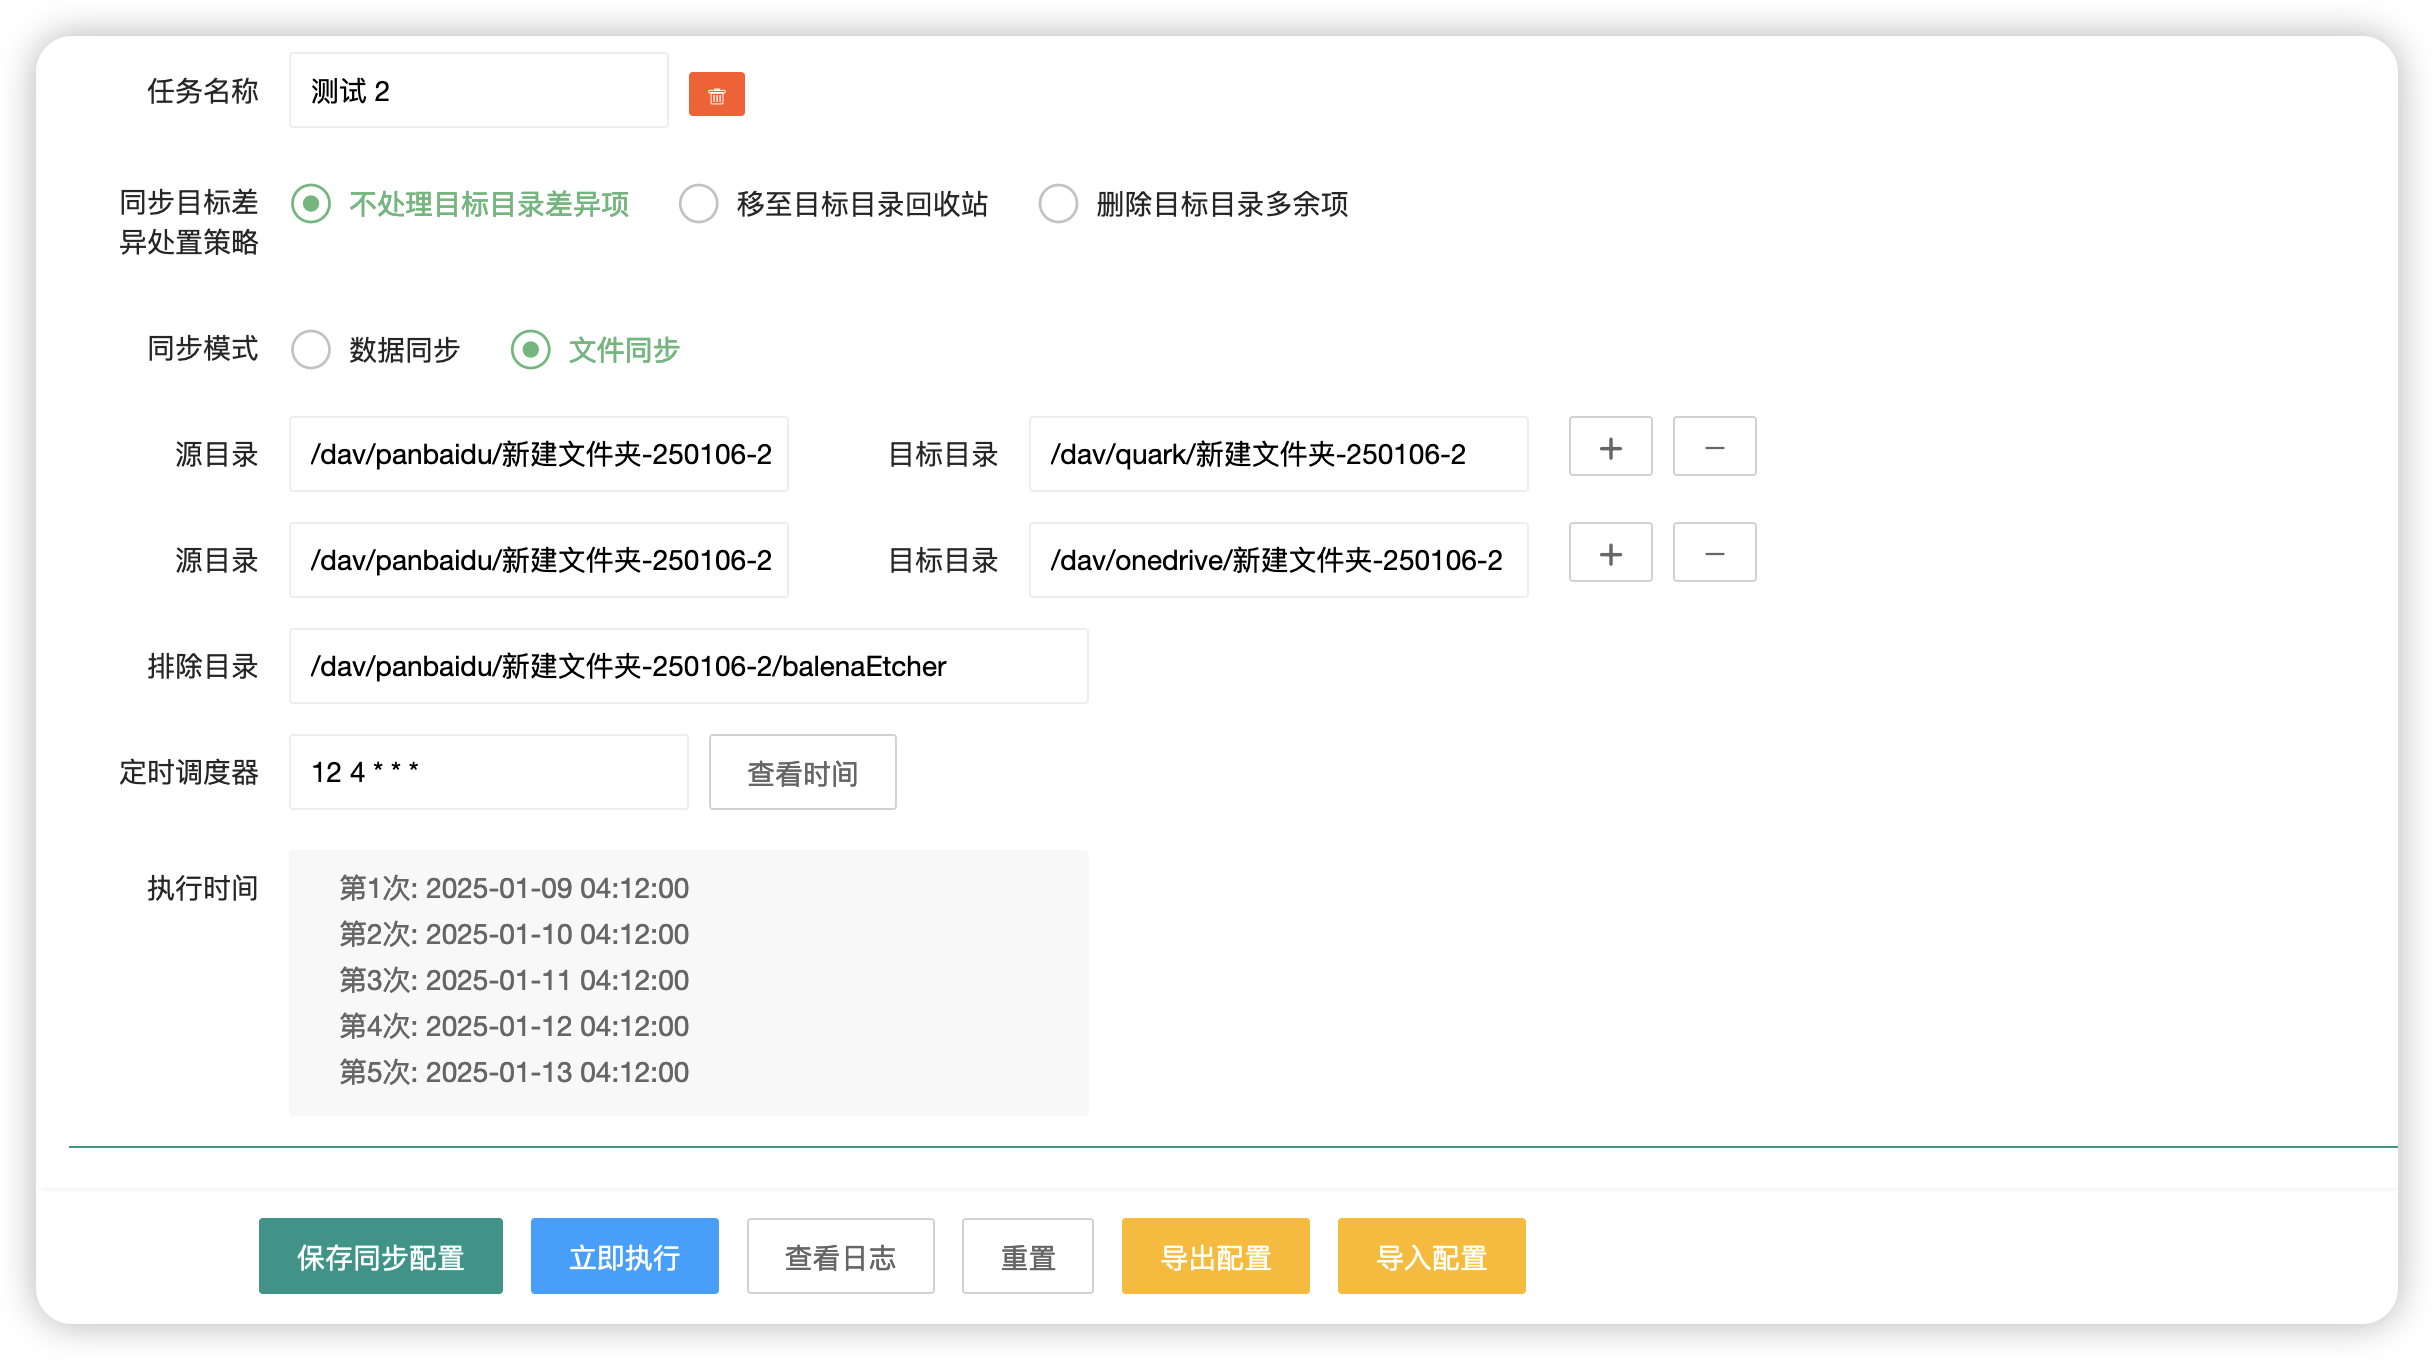 任务名称 测试 2
同步目标差
异处置策略
不处理目标目录差异项 移至目标目录回收站 删除目标目录多余项
同步模式 数据同步 文件同步
源目录 /dav/panbaidu/新建文件夹-250106-2 目标目录 /dav/quark/新建文件夹-250106-2 + −
源目录 /dav/panbaidu/新建文件夹-250106-2 目标目录 /dav/onedrive/新建文件夹-250106-2 + −
排除目录 /dav/panbaidu/新建文件夹-250106-2/balenaEtcher
定时调度器 12 4 * * * 查看时间
执行时间 第1次: 2025-01-09 04:12:00
第2次: 2025-01-10 04:12:00
第3次: 2025-01-11 04:12:00
第4次: 2025-01-12 04:12:00
第5次: 2025-01-13 04:12:00
保存同步配置 立即执行 查看日志 重置 导出配置 导入配置